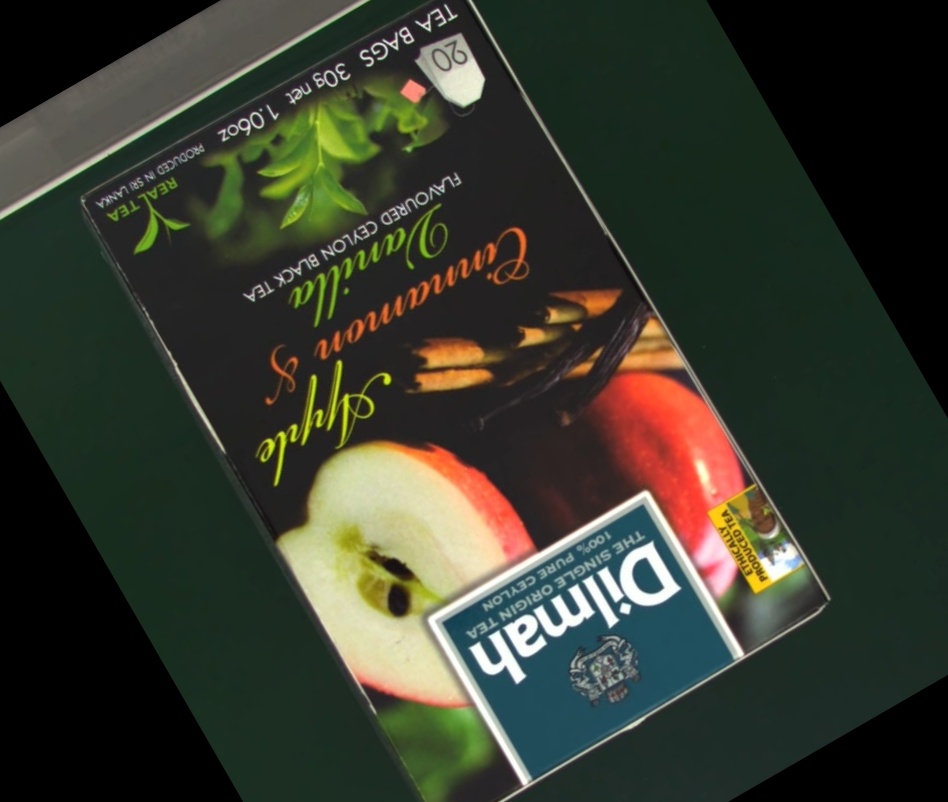 Dilmah
THE SINGLE ORIGIN TEA
100% PURE CEYLON
ETHICALLY
PRODUCED TEA
Apple
Cinnamon &
Vanilla
FLAVOURED CEYLON BLACK TEA
REAL TEA
PRODUCED IN SRI LANKA
20
TEA BAGS 30g net 1.06oz